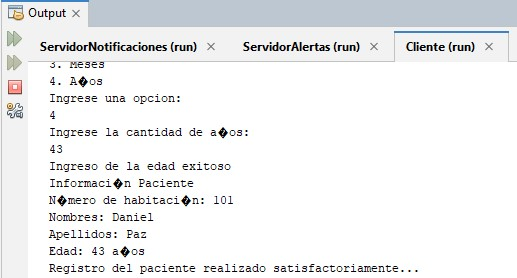 Output
ServidorNotificaciones (run)
ServidorAlertas (run)
Cliente (run)
3. Meses
4. A�os
Ingrese una opcion:
4
Ingrese la cantidad de a�os:
43
Ingreso de la edad exitoso
Informaci�n Paciente
N�mero de habitaci�n: 101
Nombres: Daniel
Apellidos: Paz
Edad: 43 a�os
Registro del paciente realizado satisfactoriamente...